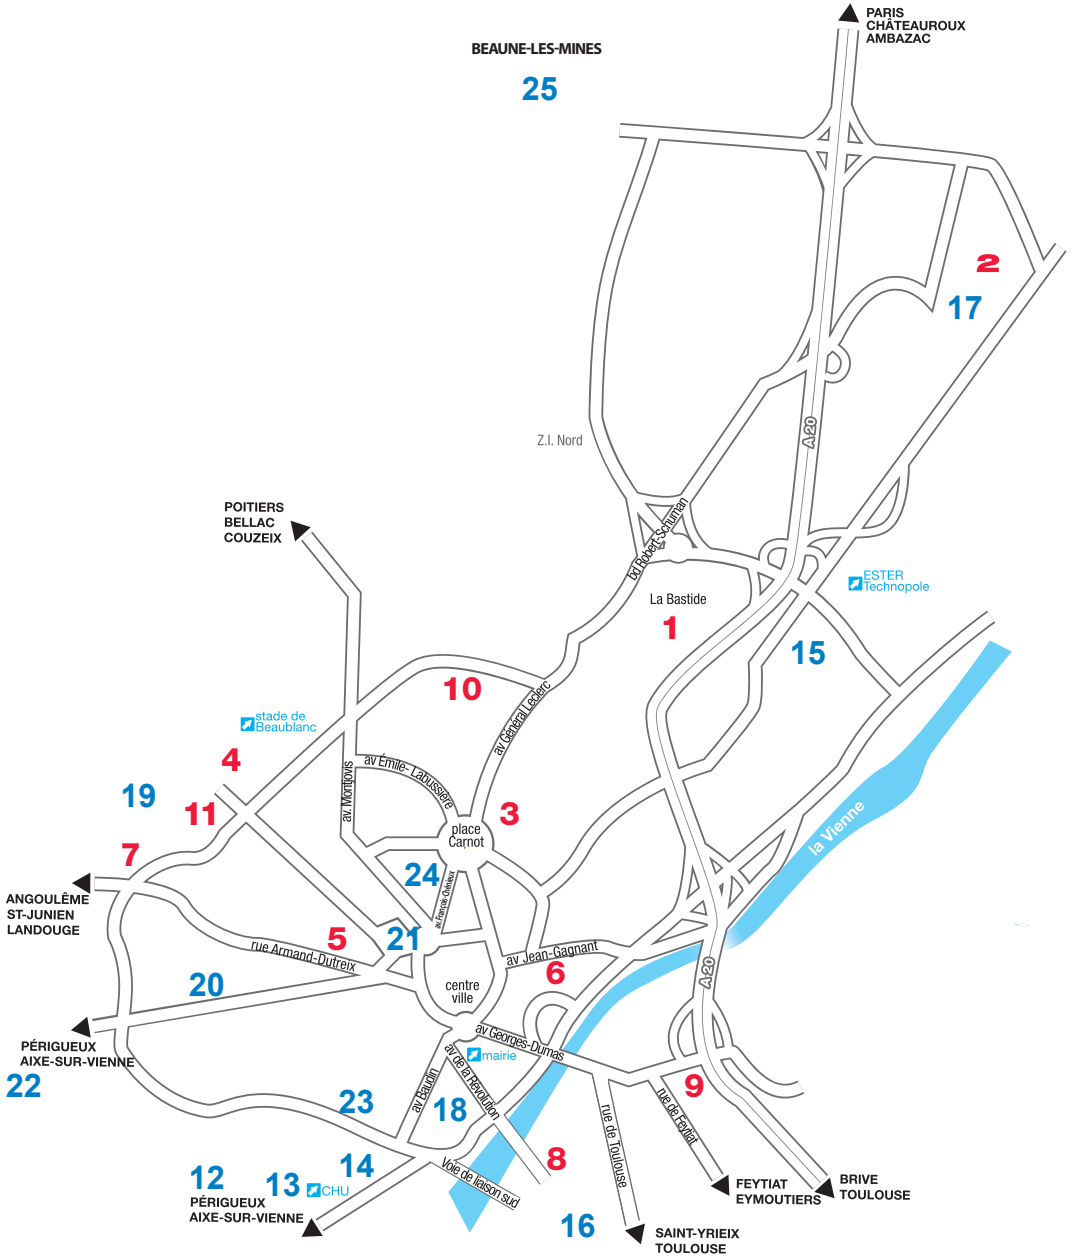 PARIS
CHÂTEAUROUX
AMBAZAC
BEAUNE-LES-MINES
25
2
17
A 20
Z.I. Nord
POITIERS
BELLAC
COUZEIX
bd Robert-Schuman
ESTER
Technopole
La Bastide
1
15
10
av Général Leclerc
stade de
Beaublanc
4
av Émile- Labussière
19
11
av. Montjovis
3
place
Carnot
la Vienne
7
24
av. François-Chénieux
ANGOULÊME
ST-JUNIEN
LANDOUGE
5
21
rue Armand-Dutreix
av Jean-Gagnant
6
A 20
20
centre
ville
PÉRIGUEUX
AIXE-SUR-VIENNE
22
av Georges-Dumas
mairie
av de la Révolution
av Baudin
9
23
18
rue de Toulouse
rue de Feytiat
8
14
12
13
CHU
Voie de liaison sud
PÉRIGUEUX
AIXE-SUR-VIENNE
16
FEYTIAT
EYMOUTIERS
BRIVE
TOULOUSE
SAINT-YRIEIX
TOULOUSE